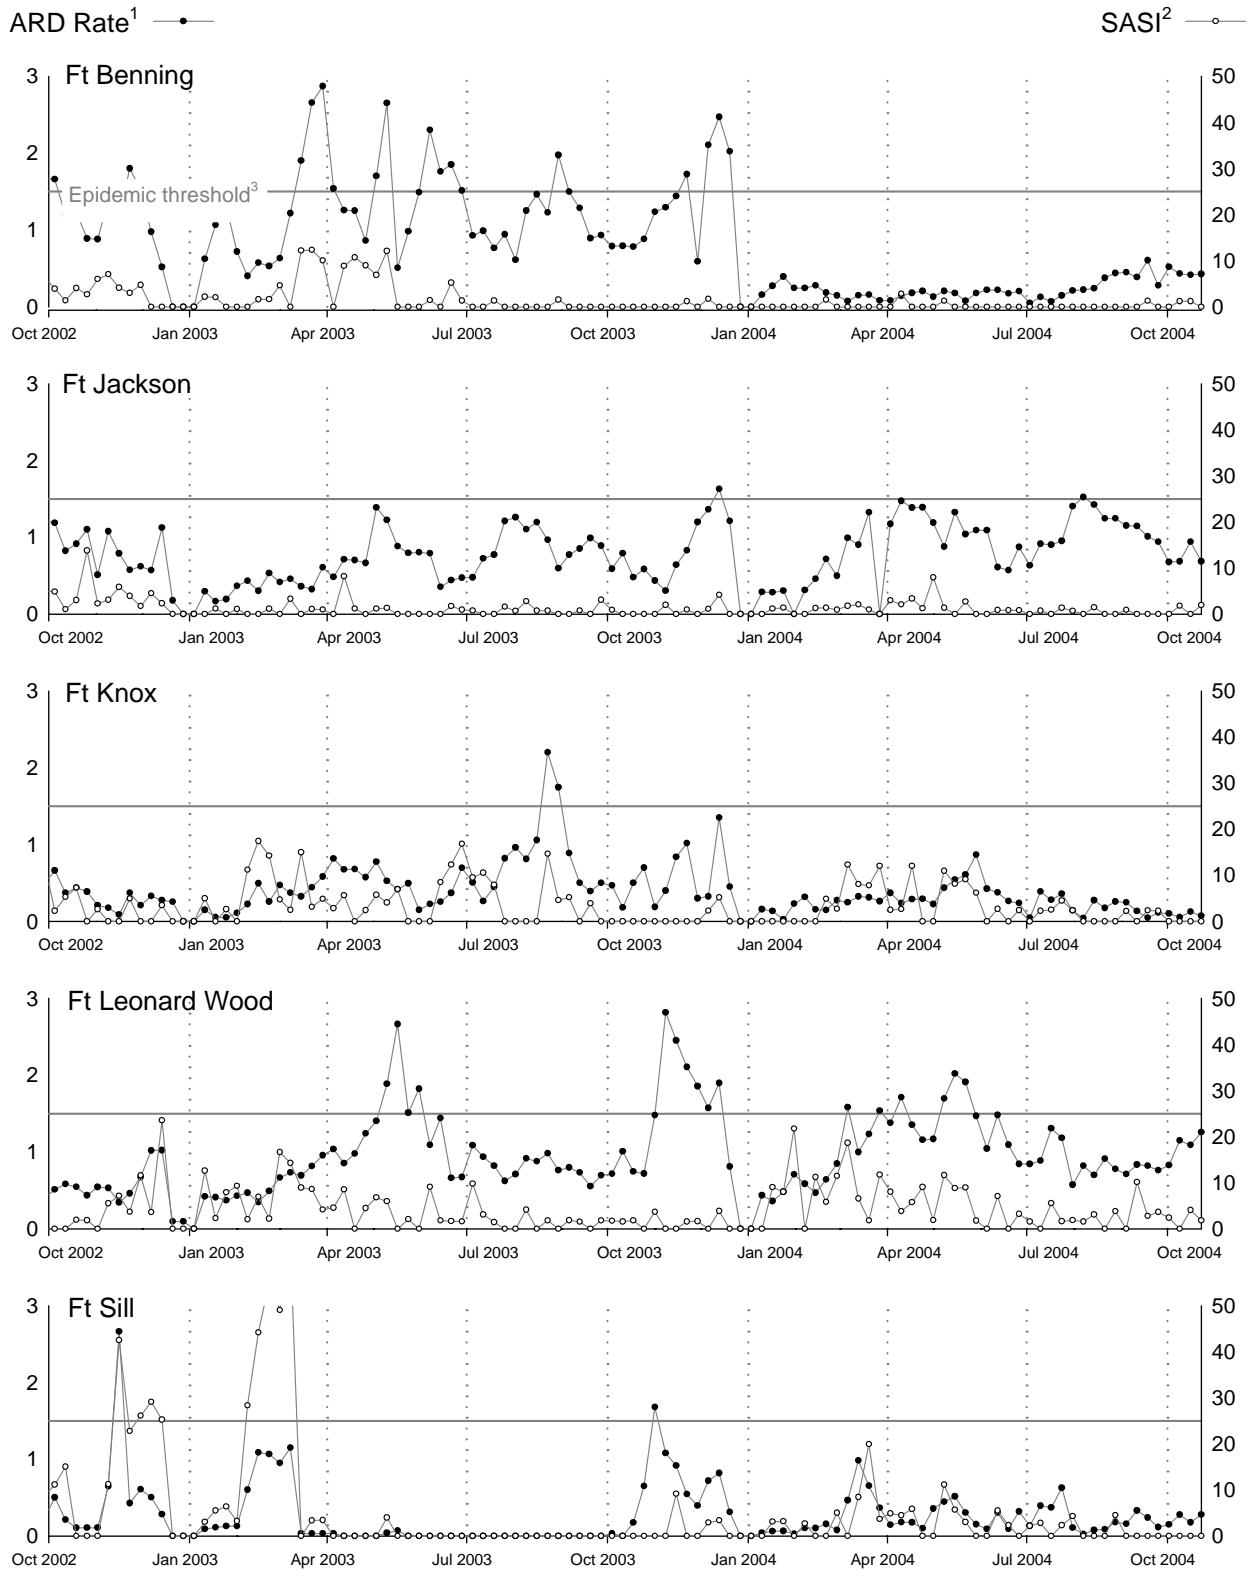 ARD Rate1 SASI2
Ft Benning
3 50
40
2 30
Epidemic threshold3
20
1
10
0 0
Oct 2002 Jan 2003 Apr 2003 Jul 2003 Oct 2003 Jan 2004 Apr 2004 Jul 2004 Oct 2004
Ft Jackson
3 50
40
2 30
20
1
10
0 0
Oct 2002 Jan 2003 Apr 2003 Jul 2003 Oct 2003 Jan 2004 Apr 2004 Jul 2004 Oct 2004
Ft Knox
3 50
40
2 30
20
1
10
0 0
Oct 2002 Jan 2003 Apr 2003 Jul 2003 Oct 2003 Jan 2004 Apr 2004 Jul 2004 Oct 2004
Ft Leonard Wood
3 50
40
2 30
20
1
10
0 0
Oct 2002 Jan 2003 Apr 2003 Jul 2003 Oct 2003 Jan 2004 Apr 2004 Jul 2004 Oct 2004
Ft Sill
3 50
40
2 30
20
1
10
0 0
Oct 2002 Jan 2003 Apr 2003 Jul 2003 Oct 2003 Jan 2004 Apr 2004 Jul 2004 Oct 2004